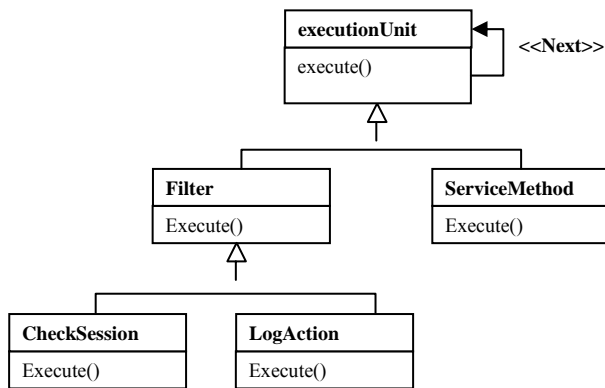 executionUnit
<<Next>>
execute()
Filter
ServiceMethod
Execute()
Execute()
CheckSession
LogAction
Execute()
Execute()